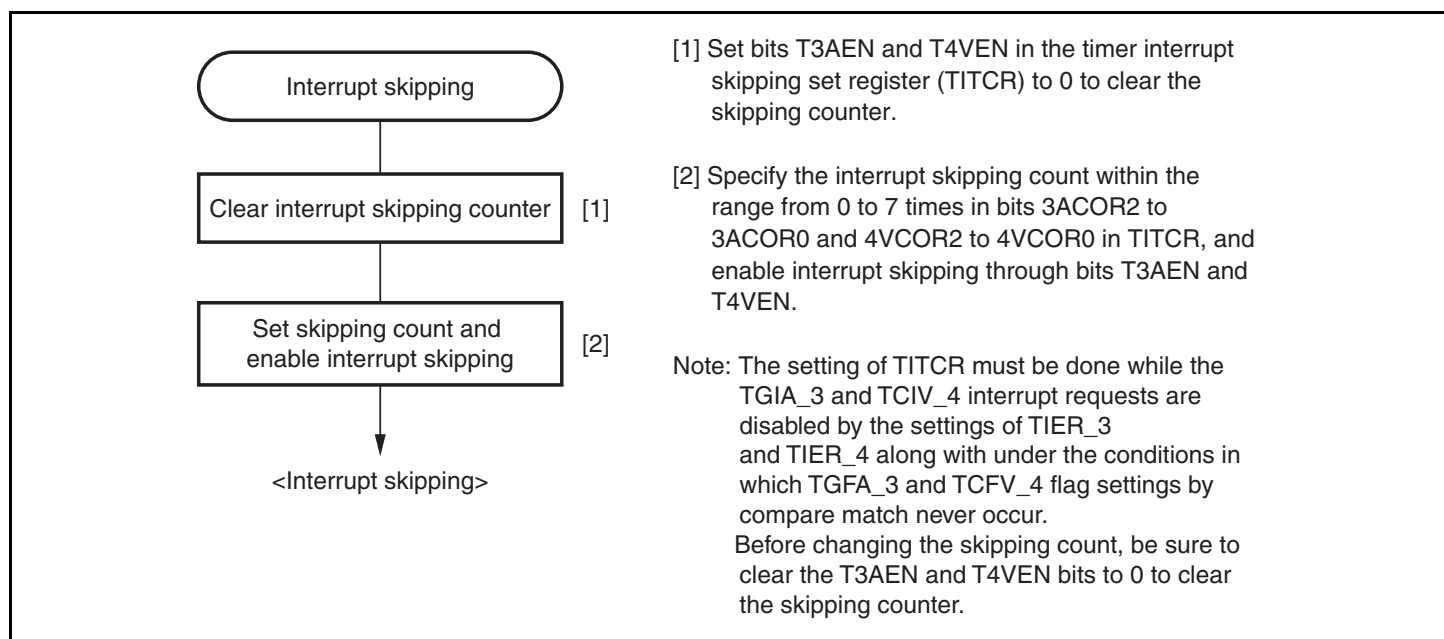 Interrupt skipping
Clear interrupt skipping counter
[1]
Set skipping count and
enable interrupt skipping
[2]
<Interrupt skipping>
[1] Set bits T3AEN and T4VEN in the timer interrupt
skipping set register (TITCR) to 0 to clear the
skipping counter.
[2] Specify the interrupt skipping count within the
range from 0 to 7 times in bits 3ACOR2 to
3ACOR0 and 4VCOR2 to 4VCOR0 in TITCR, and
enable interrupt skipping through bits T3AEN and
T4VEN.
Note: The setting of TITCR must be done while the
TGIA_3 and TCIV_4 interrupt requests are
disabled by the settings of TIER_3
and TIER_4 along with under the conditions in
which TGFA_3 and TCFV_4 flag settings by
compare match never occur.
Before changing the skipping count, be sure to
clear the T3AEN and T4VEN bits to 0 to clear
the skipping counter.